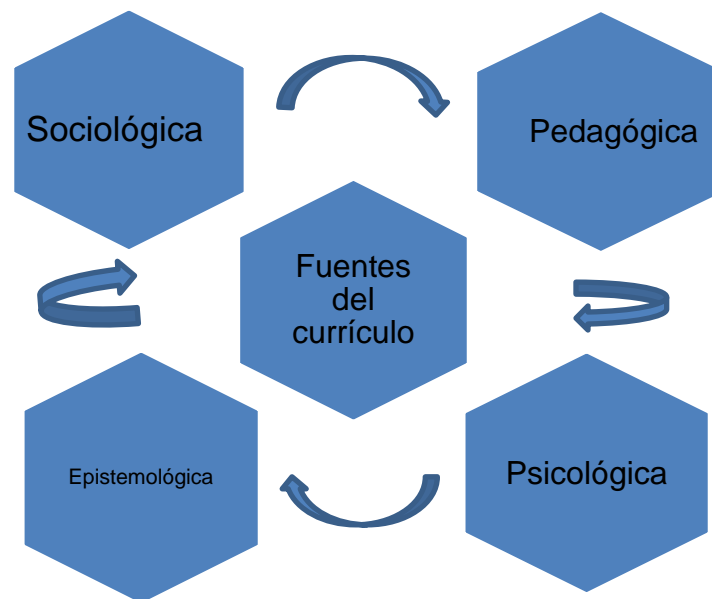 Sociológica
Pedagógica
Fuentes
del
currículo
Epistemológica
Psicológica